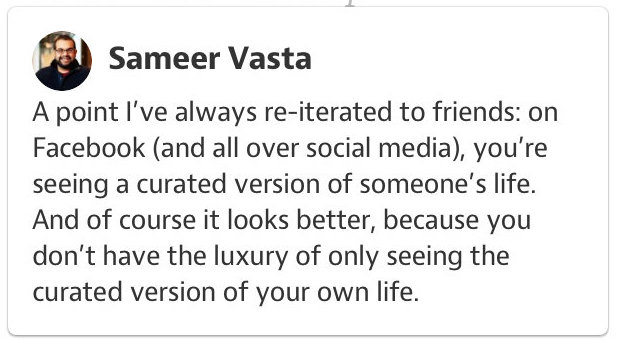 Sameer Vasta
A point I've always re-iterated to friends: on
Facebook (and all over social media), you're
seeing a curated version of someone's life.
And of course it looks better, because you
don't have the luxury of only seeing the
curated version of your own life.